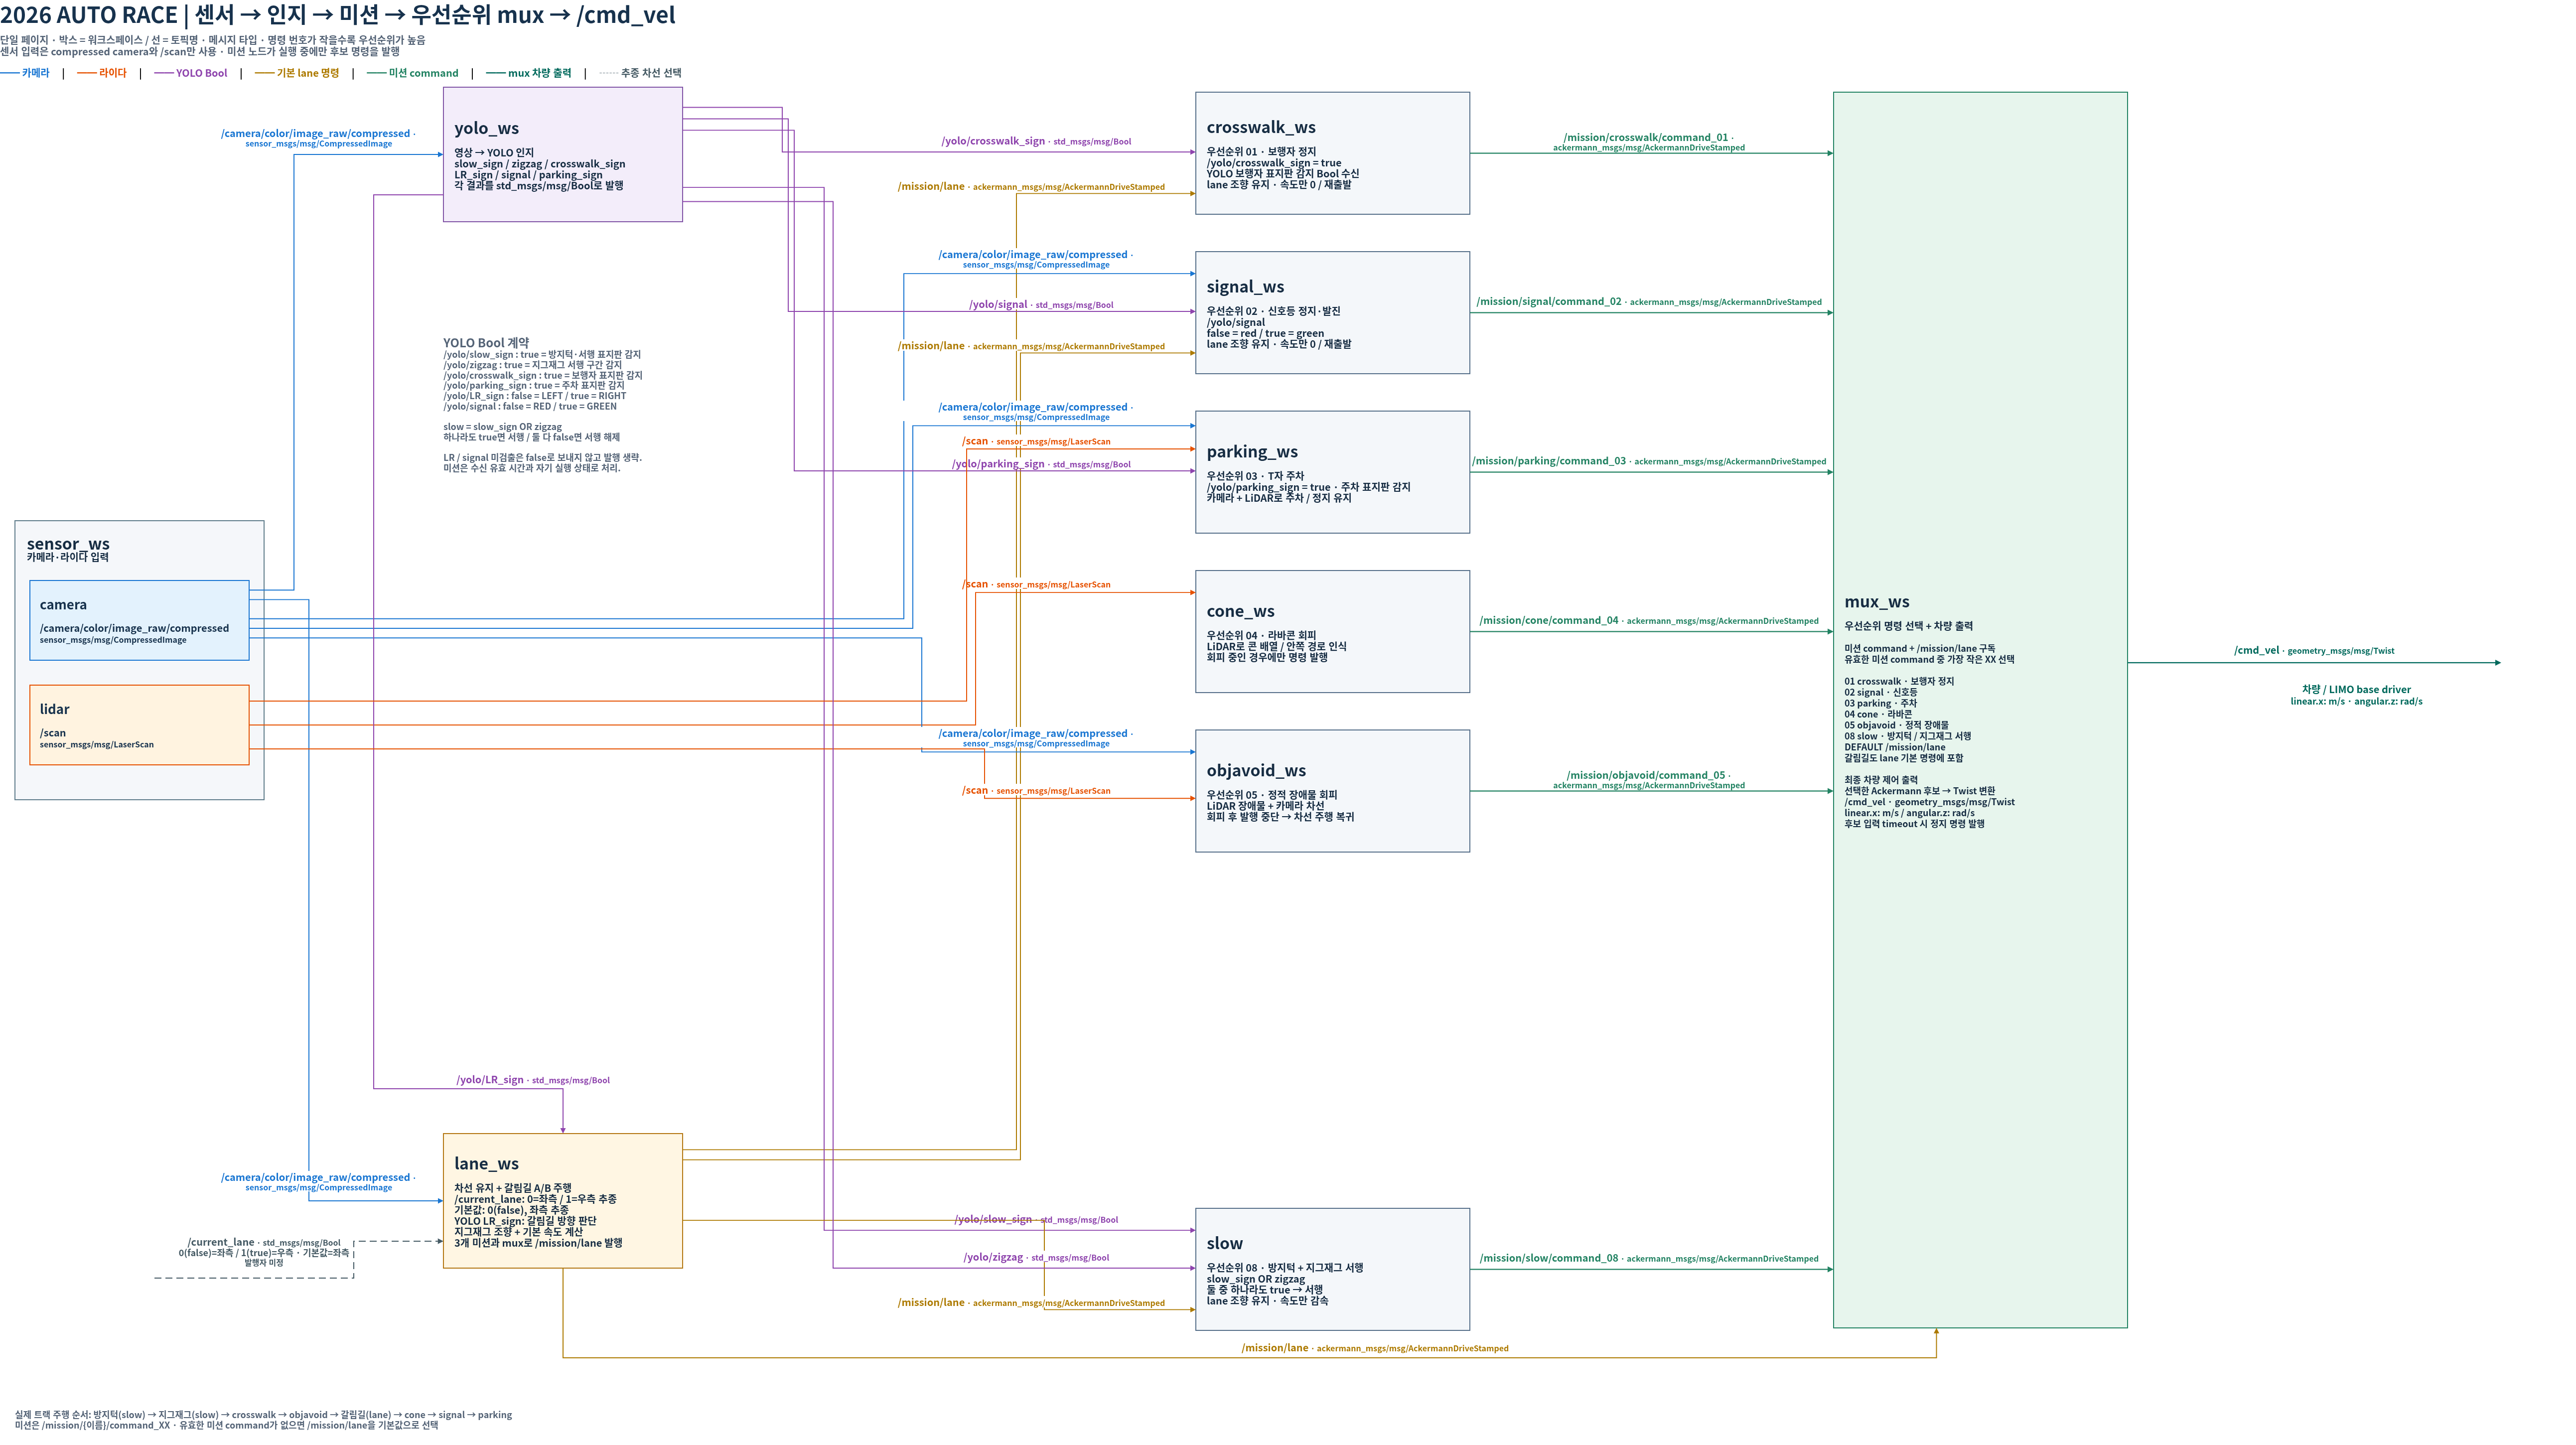 2026 AUTO RACE | 센서 → 인지 → 미션 → 우선순위 mux → /cmd_vel
단일 페이지 · 박스 = 워크스페이스 / 선 = 토픽명 · 메시지 타입 · 명령 번호가 작을수록 우선순위가 높음
센서 입력은 compressed camera와 /scan만 사용 · 미션 노드가 실행 중에만 후보 명령을 발행
카메라 | 라이다 | YOLO Bool | 기본 lane 명령 | 미션 command | mux 차량 출력 | 추종 차선 선택
/camera/color/image_raw/compressed ·
sensor_msgs/msg/CompressedImage
yolo_ws
영상 → YOLO 인지
slow_sign / zigzag / crosswalk_sign
LR_sign / signal / parking_sign
각 결과를 std_msgs/msg/Bool로 발행
/yolo/crosswalk_sign · std_msgs/msg/Bool
/mission/lane · ackermann_msgs/msg/AckermannDriveStamped
crosswalk_ws
우선순위 01 · 보행자 정지
/yolo/crosswalk_sign = true
YOLO 보행자 표지판 감지 Bool 수신
lane 조향 유지 · 속도만 0 / 재출발
/mission/crosswalk/command_01 ·
ackermann_msgs/msg/AckermannDriveStamped
/camera/color/image_raw/compressed ·
sensor_msgs/msg/CompressedImage
/yolo/signal · std_msgs/msg/Bool
/mission/lane · ackermann_msgs/msg/AckermannDriveStamped
signal_ws
우선순위 02 · 신호등 정지·발진
/yolo/signal
false = red / true = green
lane 조향 유지 · 속도만 0 / 재출발
/mission/signal/command_02 · ackermann_msgs/msg/AckermannDriveStamped
YOLO Bool 계약
/yolo/slow_sign : true = 방지턱·서행 표지판 감지
/yolo/zigzag : true = 지그재그 서행 구간 감지
/yolo/crosswalk_sign : true = 보행자 표지판 감지
/yolo/parking_sign : true = 주차 표지판 감지
/yolo/LR_sign : false = LEFT / true = RIGHT
/yolo/signal : false = RED / true = GREEN
slow = slow_sign OR zigzag
하나라도 true면 서행 / 둘 다 false면 서행 해제
LR / signal 미검출은 false로 보내지 않고 발행 생략.
미션은 수신 유효 시간과 자기 실행 상태로 처리.
/camera/color/image_raw/compressed ·
sensor_msgs/msg/CompressedImage
/scan · sensor_msgs/msg/LaserScan
/yolo/parking_sign · std_msgs/msg/Bool
parking_ws
우선순위 03 · T자 주차
/yolo/parking_sign = true · 주차 표지판 감지
카메라 + LiDAR로 주차 / 정지 유지
/mission/parking/command_03 · ackermann_msgs/msg/AckermannDriveStamped
sensor_ws
카메라·라이다 입력
camera
/camera/color/image_raw/compressed
sensor_msgs/msg/CompressedImage
lidar
/scan
sensor_msgs/msg/LaserScan
/scan · sensor_msgs/msg/LaserScan
cone_ws
우선순위 04 · 라바콘 회피
LiDAR로 콘 배열 / 안쪽 경로 인식
회피 중인 경우에만 명령 발행
/mission/cone/command_04 · ackermann_msgs/msg/AckermannDriveStamped
/camera/color/image_raw/compressed ·
sensor_msgs/msg/CompressedImage
/scan · sensor_msgs/msg/LaserScan
objavoid_ws
우선순위 05 · 정적 장애물 회피
LiDAR 장애물 + 카메라 차선
회피 후 발행 중단 → 차선 주행 복귀
/mission/objavoid/command_05 ·
ackermann_msgs/msg/AckermannDriveStamped
mux_ws
우선순위 명령 선택 + 차량 출력
미션 command + /mission/lane 구독
유효한 미션 command 중 가장 작은 XX 선택
01 crosswalk · 보행자 정지
02 signal · 신호등
03 parking · 주차
04 cone · 라바콘
05 objavoid · 정적 장애물
08 slow · 방지턱 / 지그재그 서행
DEFAULT /mission/lane
갈림길도 lane 기본 명령에 포함
최종 차량 제어 출력
선택한 Ackermann 후보 → Twist 변환
/cmd_vel · geometry_msgs/msg/Twist
linear.x: m/s / angular.z: rad/s
후보 입력 timeout 시 정지 명령 발행
/cmd_vel · geometry_msgs/msg/Twist
차량 / LIMO base driver
linear.x: m/s · angular.z: rad/s
/yolo/LR_sign · std_msgs/msg/Bool
/camera/color/image_raw/compressed ·
sensor_msgs/msg/CompressedImage
/current_lane · std_msgs/msg/Bool
0(false)=좌측 / 1(true)=우측 · 기본값=좌측
발행자 미정
lane_ws
차선 유지 + 갈림길 A/B 주행
/current_lane: 0=좌측 / 1=우측 추종
기본값: 0(false), 좌측 추종
YOLO LR_sign: 갈림길 방향 판단
지그재그 조향 + 기본 속도 계산
3개 미션과 mux로 /mission/lane 발행
/yolo/slow_sign · std_msgs/msg/Bool
/yolo/zigzag · std_msgs/msg/Bool
/mission/lane · ackermann_msgs/msg/AckermannDriveStamped
slow
우선순위 08 · 방지턱 + 지그재그 서행
slow_sign OR zigzag
둘 중 하나라도 true → 서행
lane 조향 유지 · 속도만 감속
/mission/slow/command_08 · ackermann_msgs/msg/AckermannDriveStamped
/mission/lane · ackermann_msgs/msg/AckermannDriveStamped
실제 트랙 주행 순서: 방지턱(slow) → 지그재그(slow) → crosswalk → objavoid → 갈림길(lane) → cone → signal → parking
미션은 /mission/{이름}/command_XX · 유효한 미션 command가 없으면 /mission/lane을 기본값으로 선택